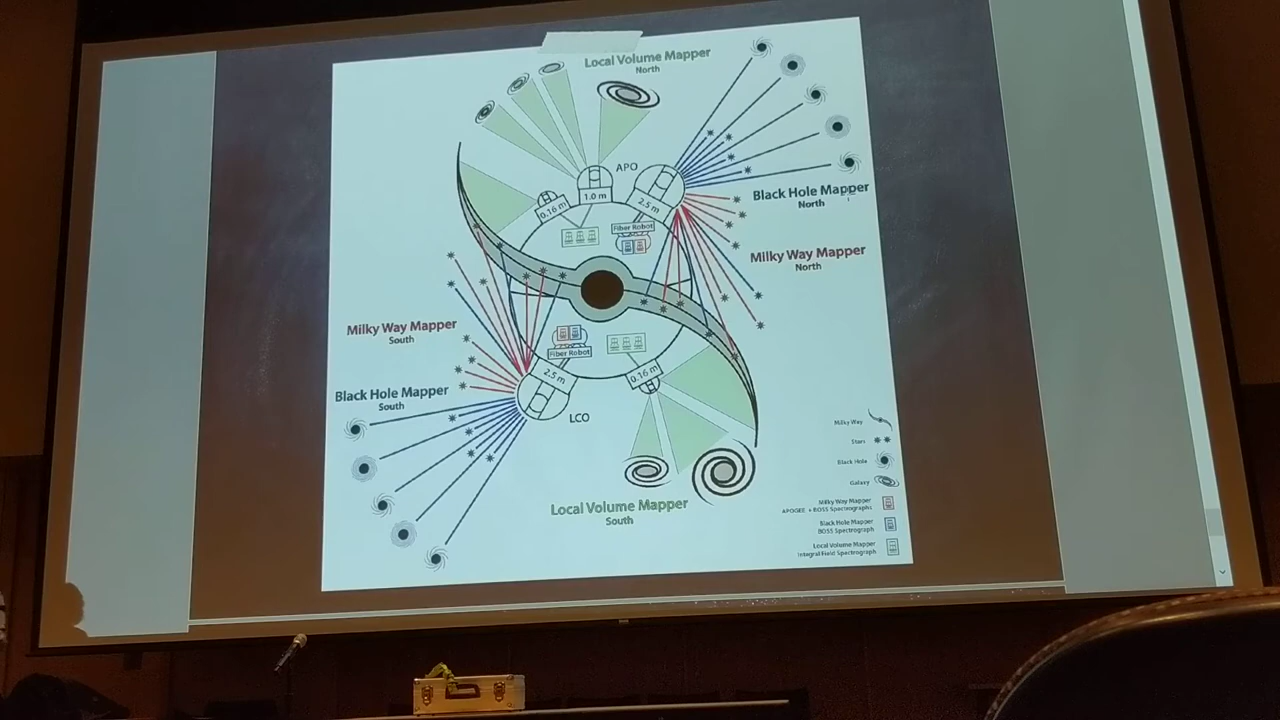 Local Volume Mapper
North
APO
1.0 m
0.16 m
2.5 m
Fiber Robot
Black Hole Mapper
North
Milky Way Mapper
North
Milky Way Mapper
South
Black Hole Mapper
South
Fiber Robot
2.5 m
0.16 m
LCO
Local Volume Mapper
South
Milky Way
Stars
Black Hole
Galaxy
Milky Way Mapper
APOGEE + BOSS Spectrographs
Black Hole Mapper
BOSS Spectrograph
Local Volume Mapper
Integral Field Spectrograph